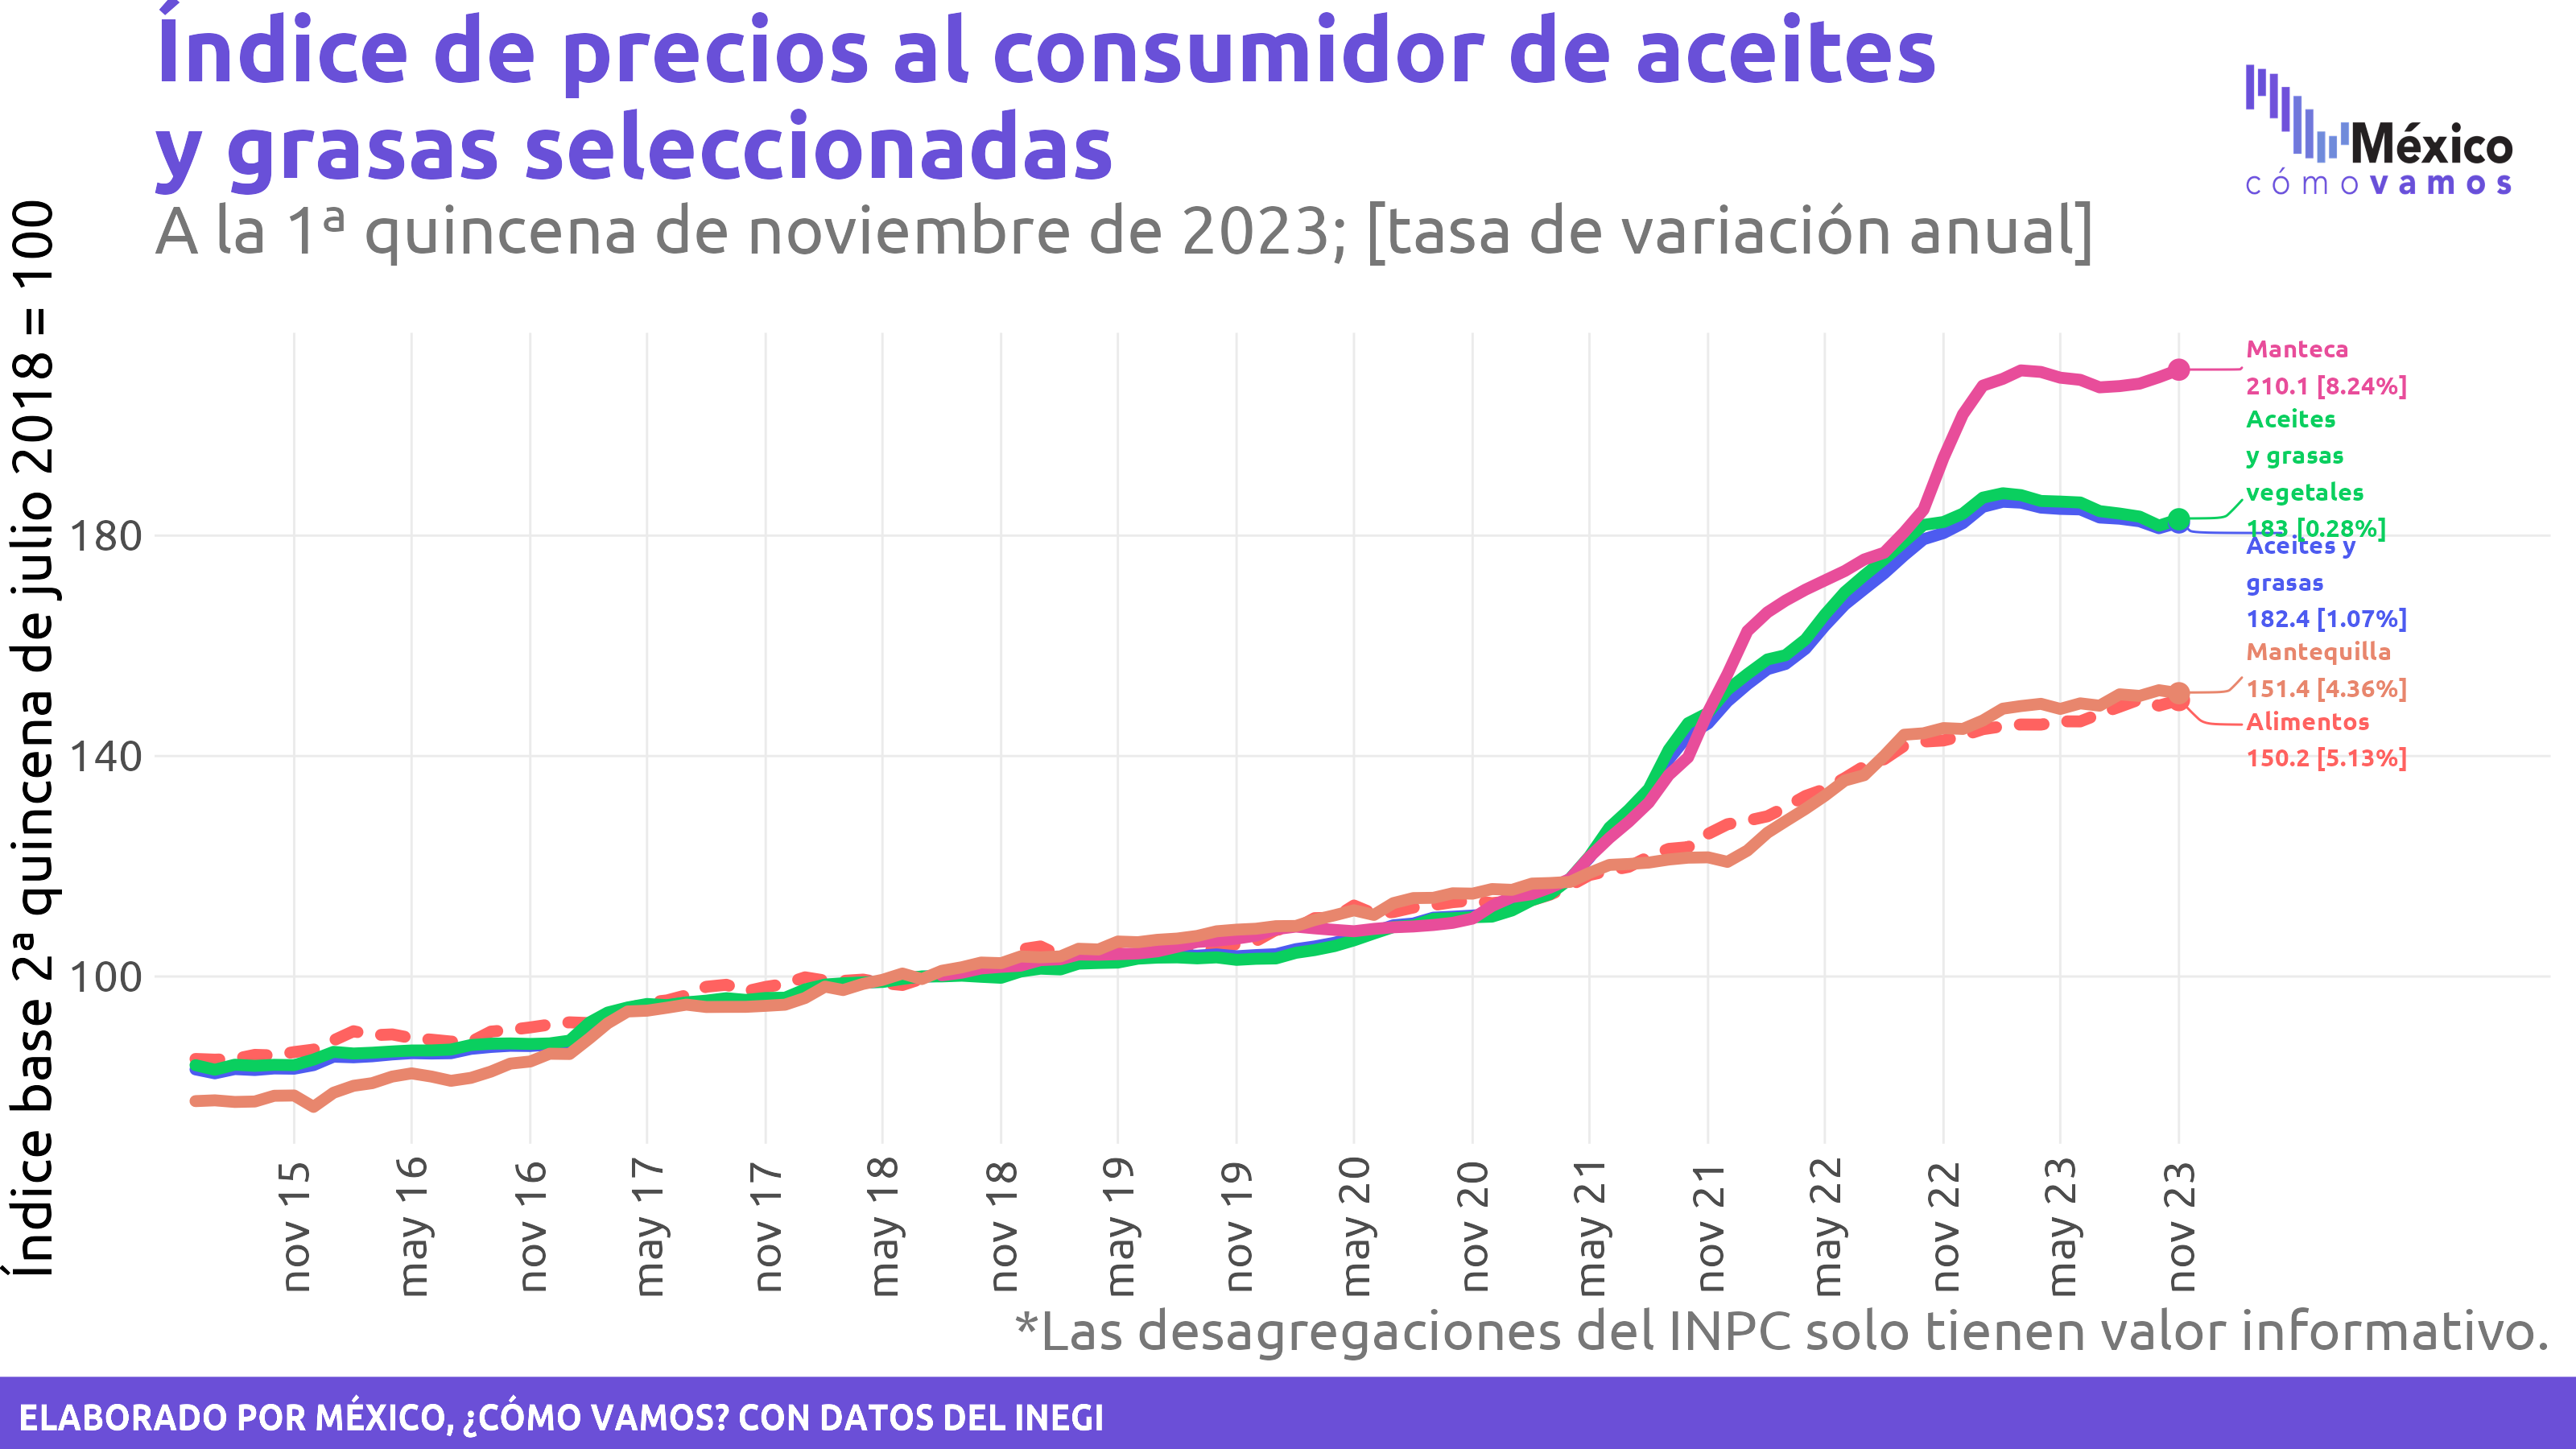 Índice de precios al consumidor de aceites
y grasas seleccionadas
A la 1ª quincena de noviembre de 2023; [tasa de variación anual]
México
cómo vamos
Índice base 2ª quincena de julio 2018 = 100
180
140
100
Manteca
210.1 [8.24%]
Aceites
y grasas
vegetales
183 [0.28%]
Aceites y
grasas
182.4 [1.07%]
Mantequilla
151.4 [4.36%]
Alimentos
150.2 [5.13%]
nov 15
may 16
nov 16
may 17
nov 17
may 18
nov 18
may 19
nov 19
may 20
nov 20
may 21
nov 21
may 22
nov 22
may 23
nov 23
*Las desagregaciones del INPC solo tienen valor informativo.
ELABORADO POR MÉXICO, ¿CÓMO VAMOS? CON DATOS DEL INEGI